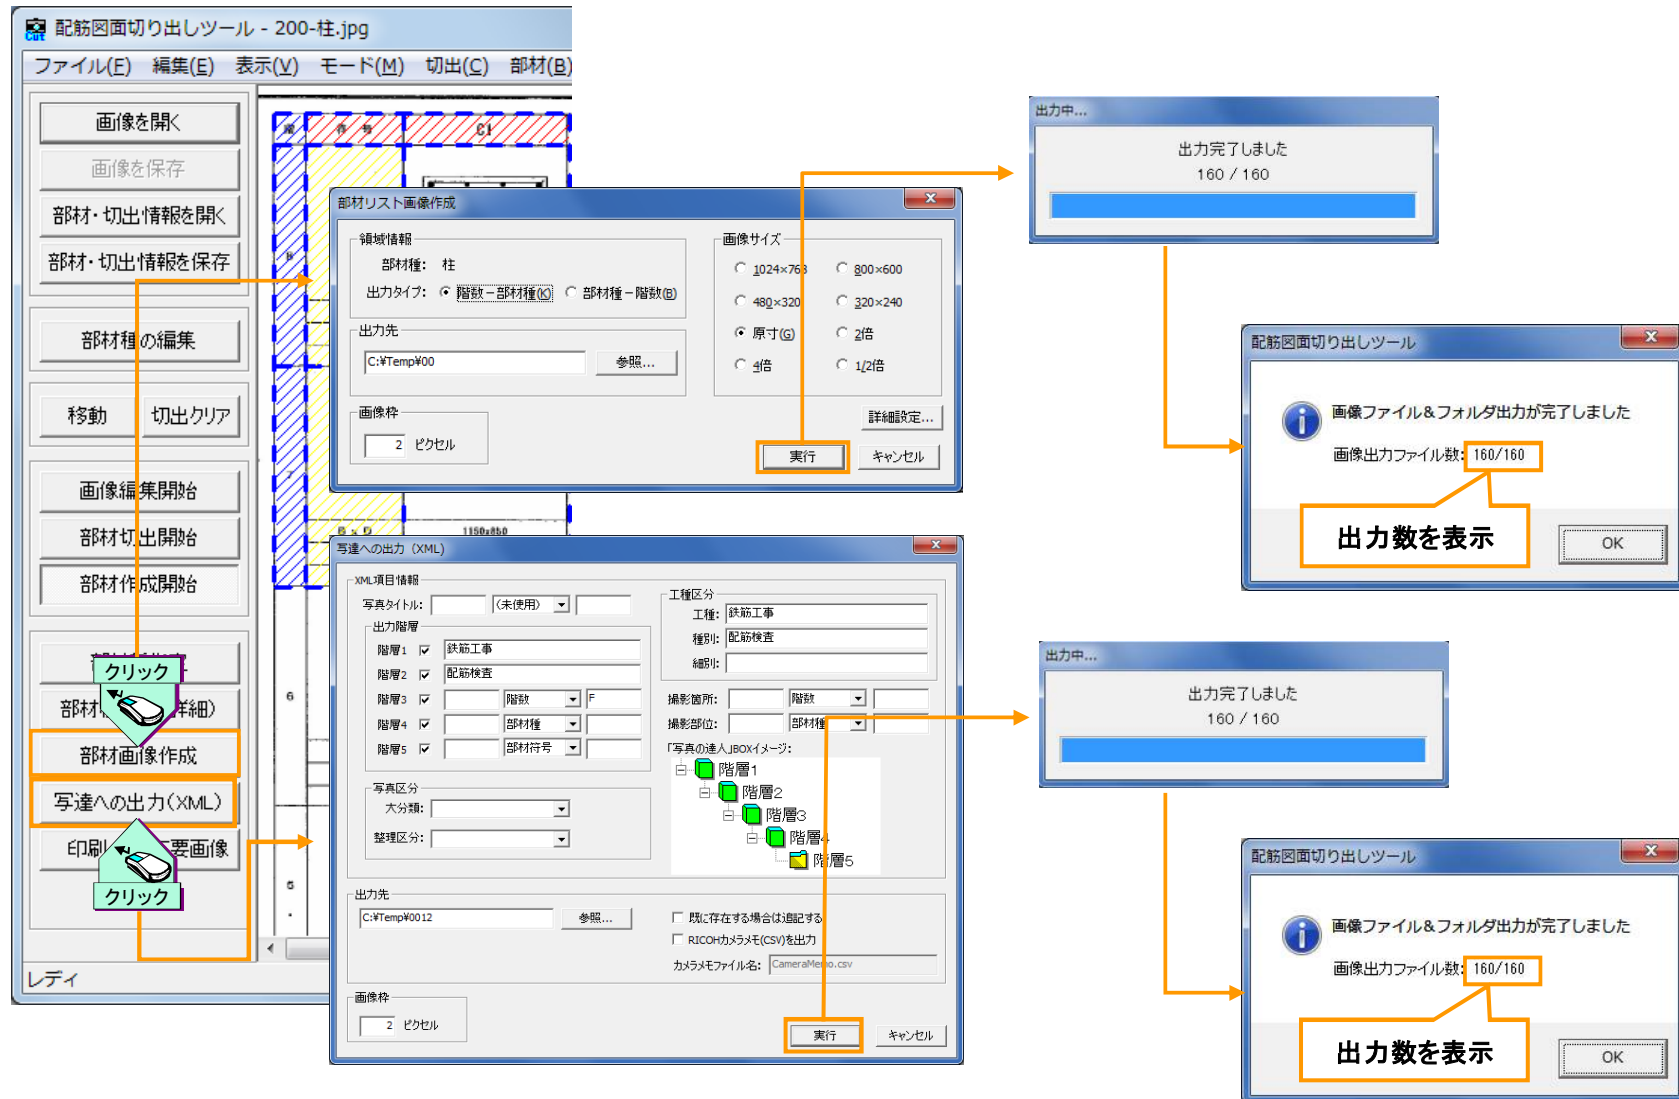 配筋図面切り出しツール - 200-柱.jpg
ファイル(F) 編集(E) 表示(V) モード(M) 切出(C) 部材(B)
画像を開く
画像を保存
部材・切出情報を開く
部材・切出情報を保存
部材種の編集
移動
切出クリア
画像編集開始
部材切出開始
部材作成開始
クリック
部材画像作成
写達への出力(XML)
クリック
レディ
符号
C1
B x D
1150x850
7
6
5
部材リスト画像作成
領域情報
部材種: 柱
出力タイプ: 階数－部材種(K) 部材種－階数(B)
出力先
C:¥Temp¥00
参照...
画像枠
2 ピクセル
画像サイズ
1024×768 800×600
480×320 320×240
原寸(G) 2倍
4倍 1/2倍
詳細設定...
実行
キャンセル
写達への出力（XML）
XML項目情報
写真タイトル: (未使用)
出力階層
階層1 鉄筋工事
階層2 配筋検査
階層3 階数 F
階層4 部材種
階層5 部材符号
写真区分
大分類:
整理区分:
工種区分
工種: 鉄筋工事
種別: 配筋検査
細別:
撮影箇所: 階数
撮影部位: 部材種
「写真の達人」BOXイメージ:
階層1
階層2
階層3
階層4
階層5
出力先
C:¥Temp¥0012
参照...
既に存在する場合は追記する
RICOHカメラメモ(CSV)を出力
カメラメモファイル名: CameraMemo.csv
画像枠
2 ピクセル
実行
キャンセル
出力中...
出力完了しました
160 / 160
配筋図面切り出しツール
画像ファイル＆フォルダ出力が完了しました
画像出力ファイル数: 160/160
出力数を表示
OK
出力中...
出力完了しました
160 / 160
配筋図面切り出しツール
画像ファイル＆フォルダ出力が完了しました
画像出力ファイル数: 160/160
出力数を表示
OK